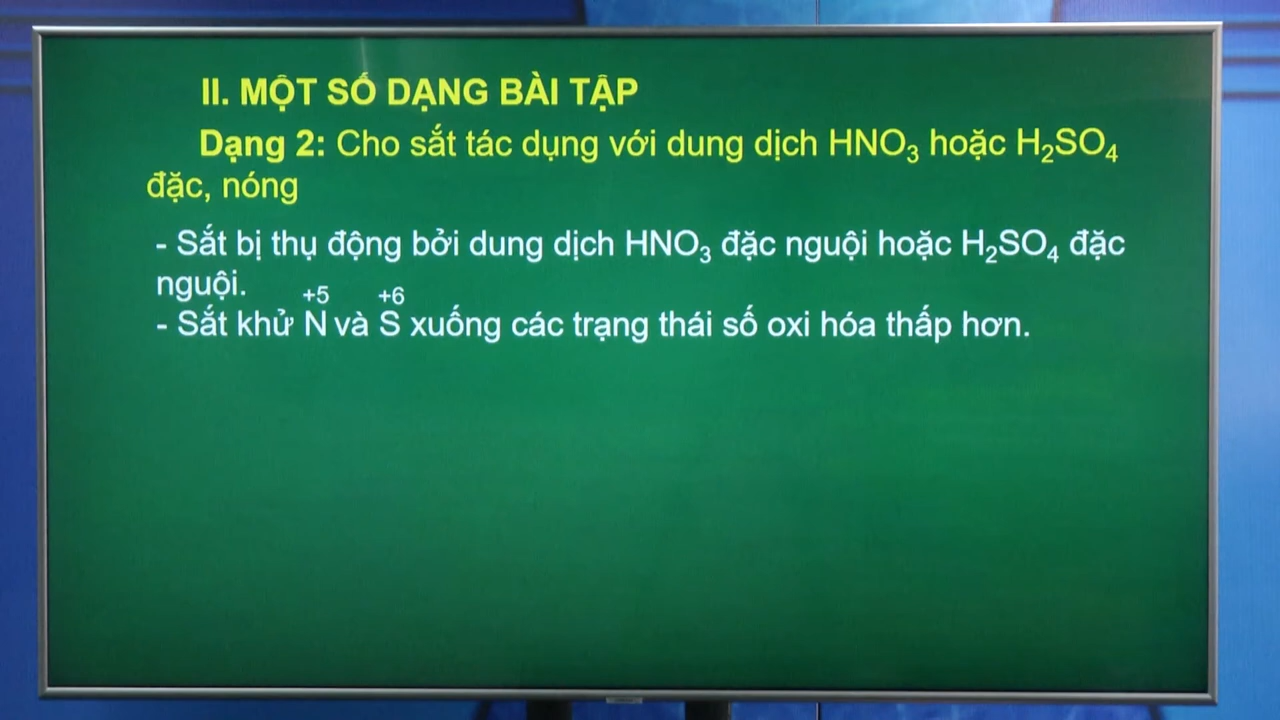 II. MỘT SỐ DẠNG BÀI TẬP
Dạng 2: Cho sắt tác dụng với dung dịch HNO₃ hoặc H₂SO₄
đặc, nóng
- Sắt bị thụ động bởi dung dịch HNO₃ đặc nguội hoặc H₂SO₄ đặc
nguội.
+5 +6
- Sắt khử N và S xuống các trạng thái số oxi hóa thấp hơn.